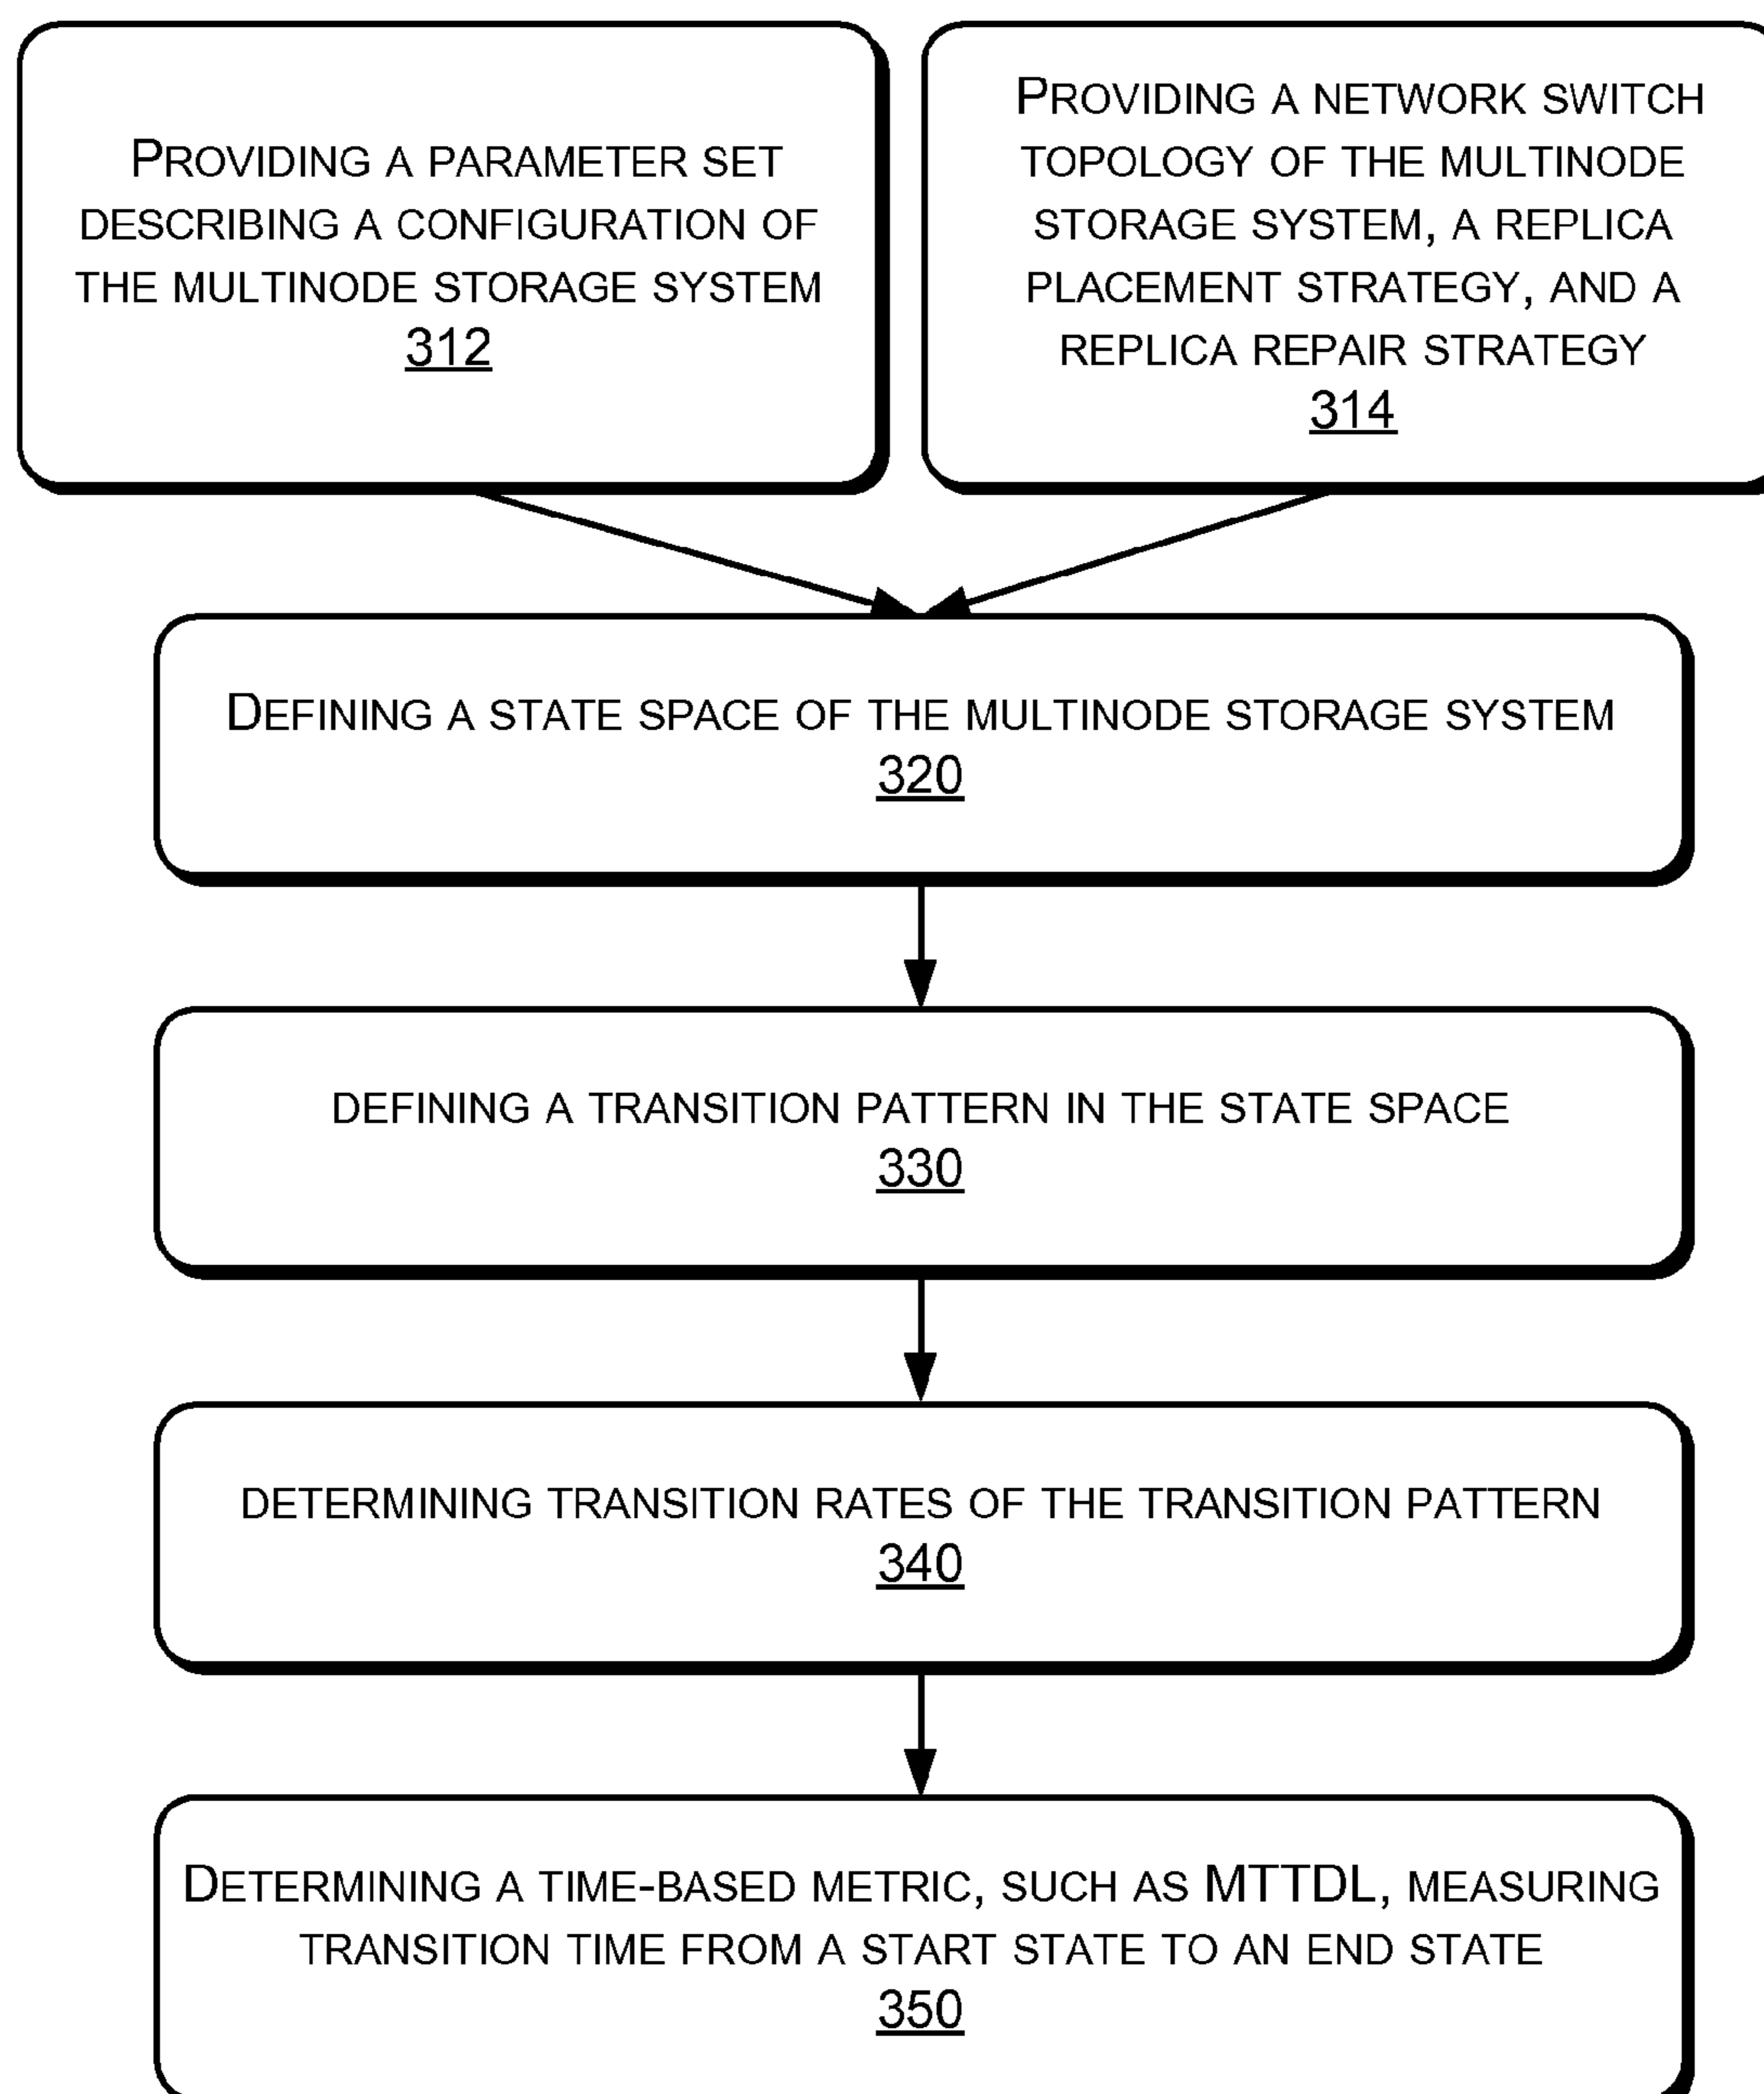 PROVIDING A PARAMETER SET
DESCRIBING A CONFIGURATION OF
THE MULTINODE STORAGE SYSTEM
312
PROVIDING A NETWORK SWITCH
TOPOLOGY OF THE MULTINODE
STORAGE SYSTEM, A REPLICA
PLACEMENT STRATEGY, AND A
REPLICA REPAIR STRATEGY
314
DEFINING A STATE SPACE OF THE MULTINODE STORAGE SYSTEM
320
DEFINING A TRANSITION PATTERN IN THE STATE SPACE
330
DETERMINING TRANSITION RATES OF THE TRANSITION PATTERN
340
DETERMINING A TIME-BASED METRIC, SUCH AS MTTDL, MEASURING
TRANSITION TIME FROM A START STATE TO AN END STATE
350